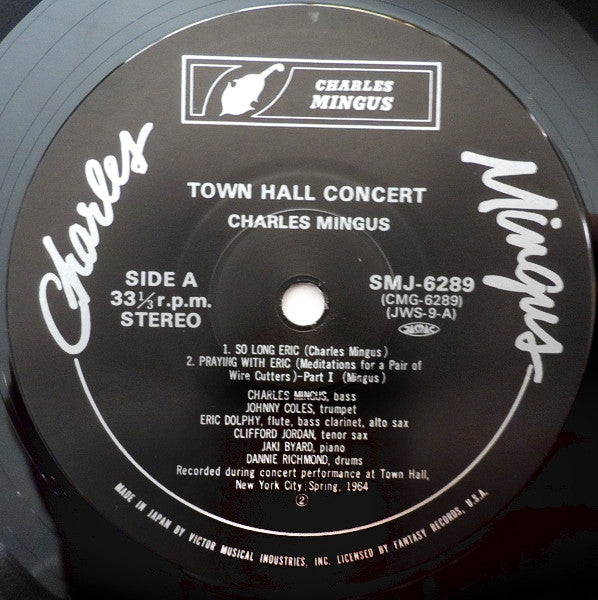 CHARLES
MINGUS
Charles
Mingus
TOWN HALL CONCERT
CHARLES MINGUS
SIDE A
33⅓ r.p.m.
STEREO
SMJ-6289
(CMG-6289)
(JWS-9-A)
JASRAC
1. SO LONG ERIC (Charles Mingus)
2. PRAYING WITH ERIC (Meditations for a Pair of
Wire Cutters)-Part I (Mingus)
CHARLES MINGUS, bass
JOHNNY COLES, trumpet
ERIC DOLPHY, flute, bass clarinet, alto sax
CLIFFORD JORDAN, tenor sax
JAKI BYARD, piano
DANNIE RICHMOND, drums
Recorded during concert performance at Town Hall,
New York City: Spring, 1964
②
MADE IN JAPAN BY VICTOR MUSICAL INDUSTRIES, INC. LICENSED BY FANTASY RECORDS, U.S.A.